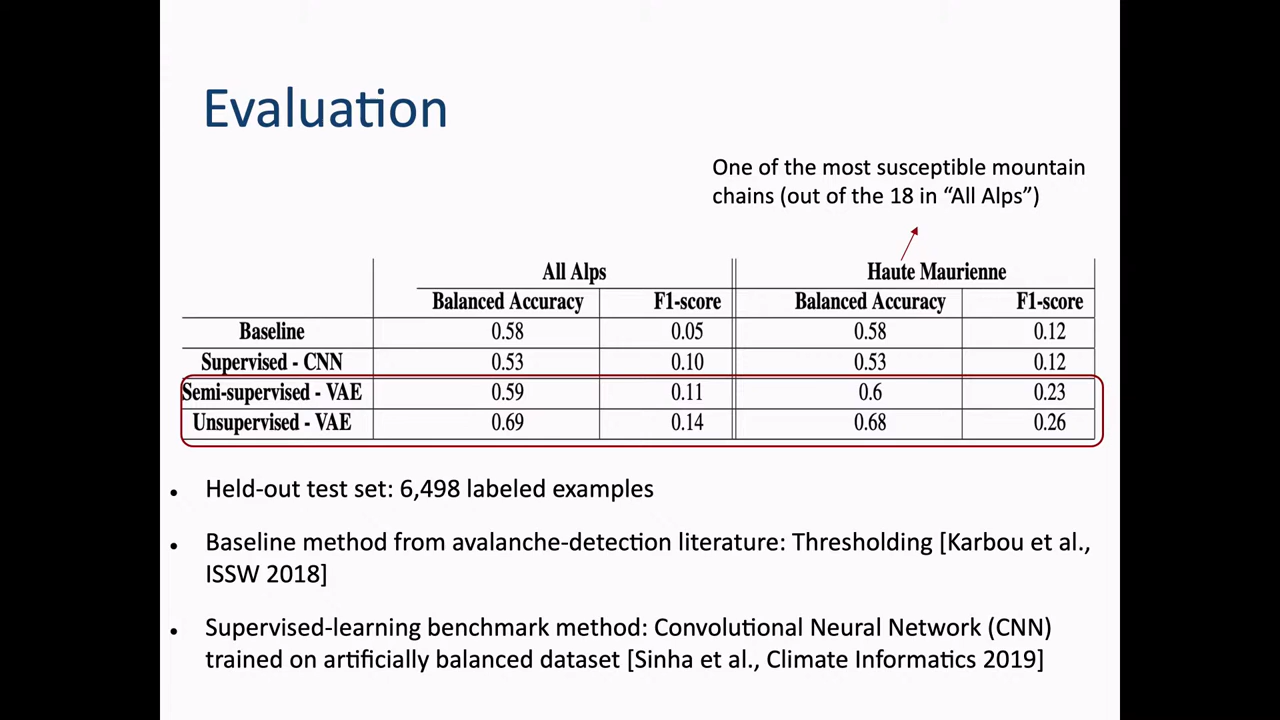 Evaluation
One of the most susceptible mountain
chains (out of the 18 in “All Alps”)
All Alps Haute Maurienne
Balanced Accuracy F1-score Balanced Accuracy F1-score
Baseline 0.58 0.05 0.58 0.12
Supervised - CNN 0.53 0.10 0.53 0.12
Semi-supervised - VAE 0.59 0.11 0.6 0.23
Unsupervised - VAE 0.69 0.14 0.68 0.26
• Held-out test set: 6,498 labeled examples
• Baseline method from avalanche-detection literature: Thresholding [Karbou et al.,
ISSW 2018]
• Supervised-learning benchmark method: Convolutional Neural Network (CNN)
trained on artificially balanced dataset [Sinha et al., Climate Informatics 2019]